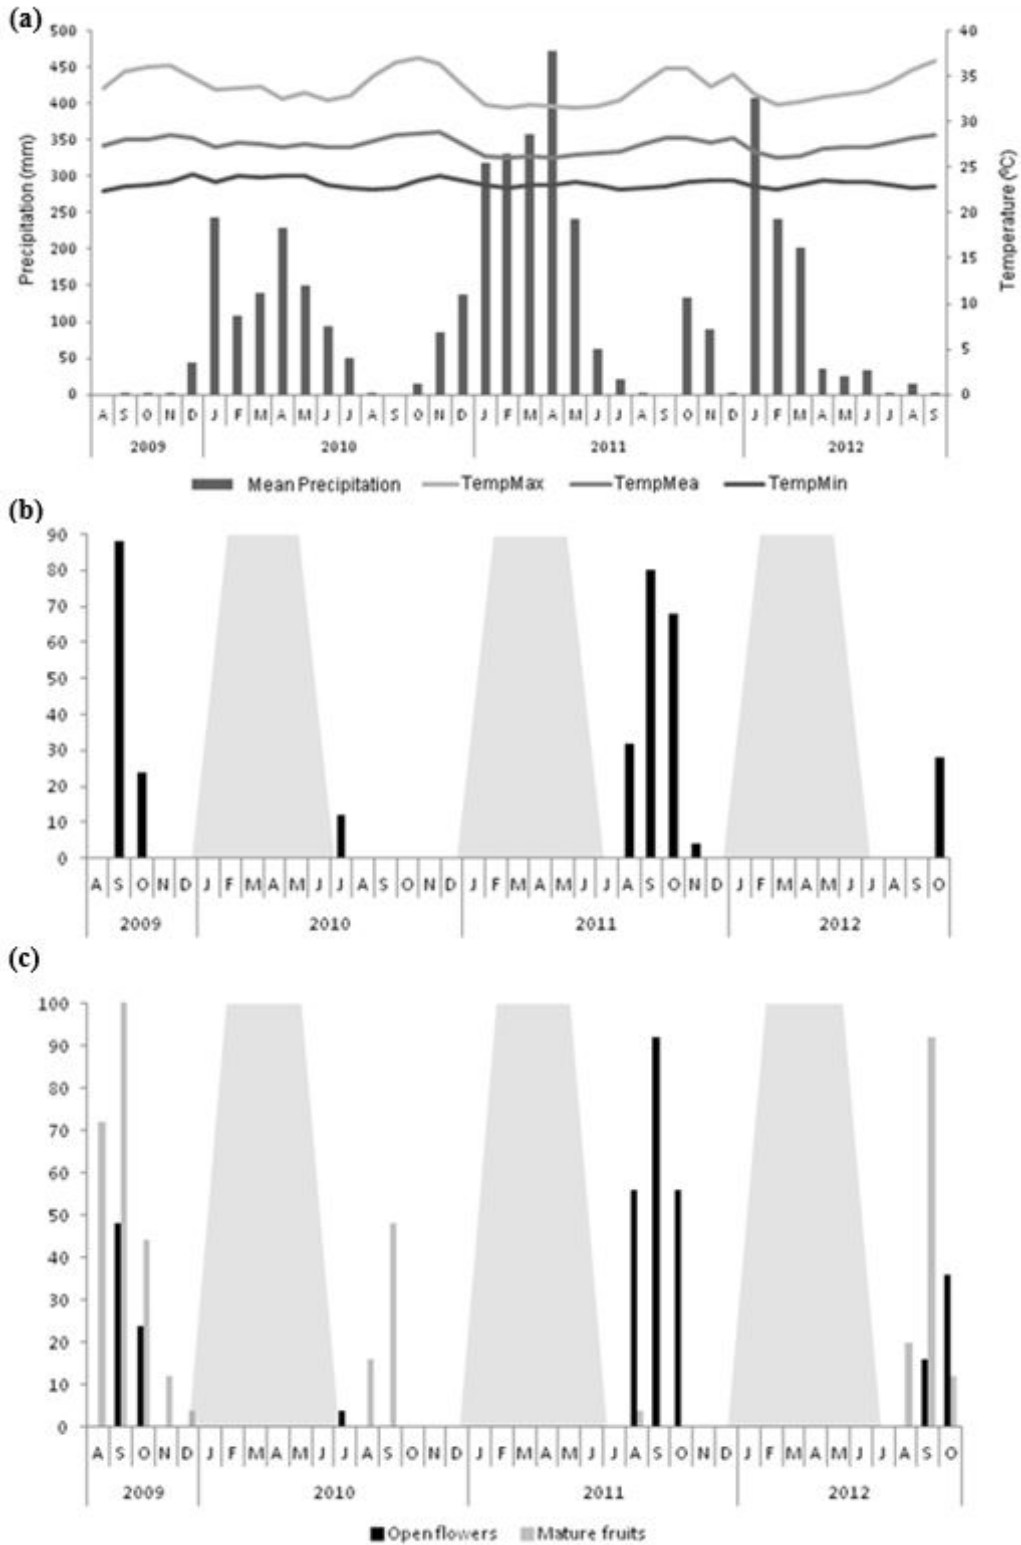 (a)
500 40
450 35
400
350 30
300 25
250 20
200 15
150
100 10
50 5
0 0
Precipitation (mm)
Temperature (ºC)
A S O N D J F M A M J J A S O N D J F M A M J J A S O N D J F M A M J J A S
2009 2010 2011 2012
Mean Precipitation TempMax TempMea TempMin
(b)
90
80
70
60
50
40
30
20
10
0
A S O N D J F M A M J J A S O N D J F M A M J J A S O N D J F M A M J J A S O
2009 2010 2011 2012
(c)
100
90
80
70
60
50
40
30
20
10
0
A S O N D J F M A M J J A S O N D J F M A M J J A S O N D J F M A M J J A S O
2009 2010 2011 2012
Open flowers Mature fruits